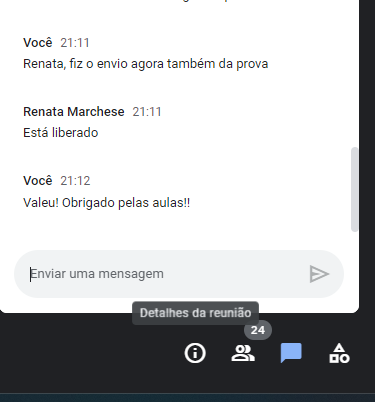 Você 21:11
Renata, fiz o envio agora também da prova
Renata Marchese 21:11
Está liberado
Você 21:12
Valeu! Obrigado pelas aulas!!
Enviar uma mensagem
Detalhes da reunião
24